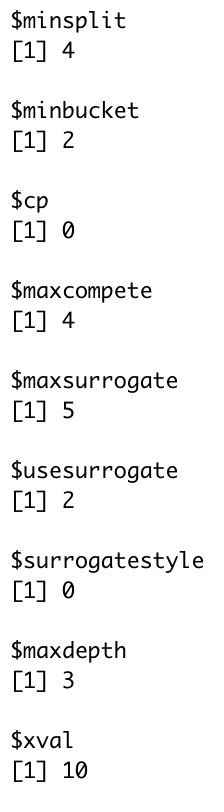 $minsplit
[1] 4
$minbucket
[1] 2
$cp
[1] 0
$maxcompete
[1] 4
$maxsurrogate
[1] 5
$usesurrogate
[1] 2
$surrogatestyle
[1] 0
$maxdepth
[1] 3
$xval
[1] 10